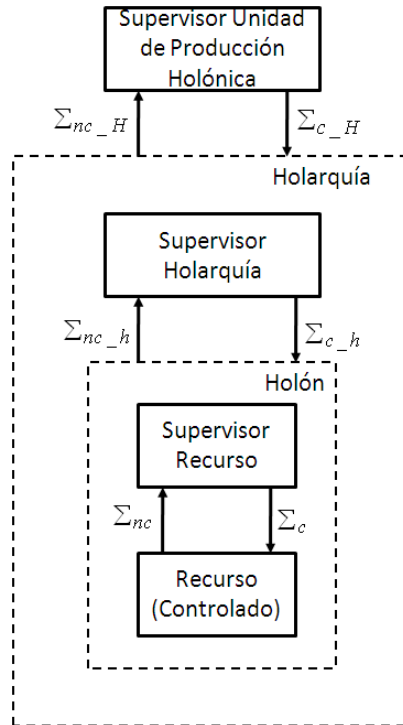 Supervisor Unidad
de Producción
Holónica
Σnc_H
Σc_H
Holarquía
Supervisor
Holarquía
Σnc_h
Σc_h
Holón
Supervisor
Recurso
Σnc
Σc
Recurso
(Controlado)